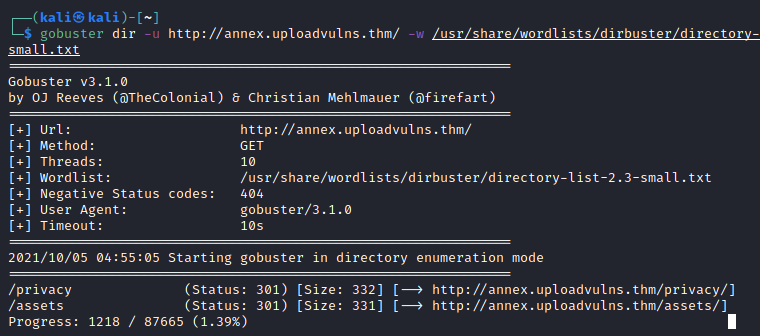 ┌──(kali㉿kali)-[~]
└─$ gobuster dir -u http://annex.uploadvulns.thm/ -w /usr/share/wordlists/dirbuster/directory-
small.txt
===============================================================
Gobuster v3.1.0
by OJ Reeves (@TheColonial) & Christian Mehlmauer (@firefart)
===============================================================
[+] Url:                     http://annex.uploadvulns.thm/
[+] Method:                  GET
[+] Threads:                 10
[+] Wordlist:                /usr/share/wordlists/dirbuster/directory-list-2.3-small.txt
[+] Negative Status codes:   404
[+] User Agent:              gobuster/3.1.0
[+] Timeout:                 10s
===============================================================
2021/10/05 04:55:05 Starting gobuster in directory enumeration mode
===============================================================
/privacy              (Status: 301) [Size: 332] [--> http://annex.uploadvulns.thm/privacy/]
/assets               (Status: 301) [Size: 331] [--> http://annex.uploadvulns.thm/assets/]
Progress: 1218 / 87665 (1.39%)